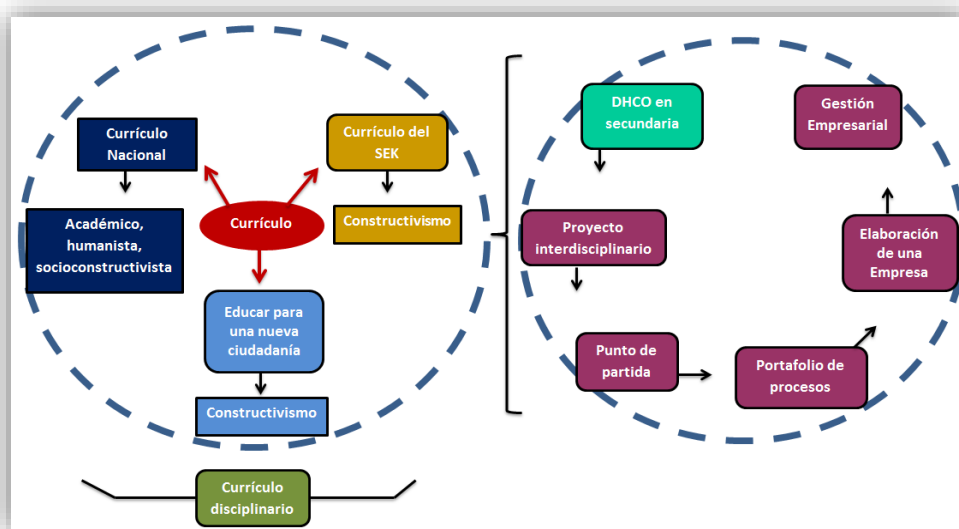 Currículo
Nacional
Currículo del
SEK
Currículo
Académico,
humanista,
socioconstructivista
Constructivismo
Educar para
una nueva
ciudadanía
Constructivismo
Currículo
disciplinario
DHCO en
secundaria
Gestión
Empresarial
Proyecto
interdisciplinario
Elaboración
de una
Empresa
Punto de
partida
Portafolio de
procesos